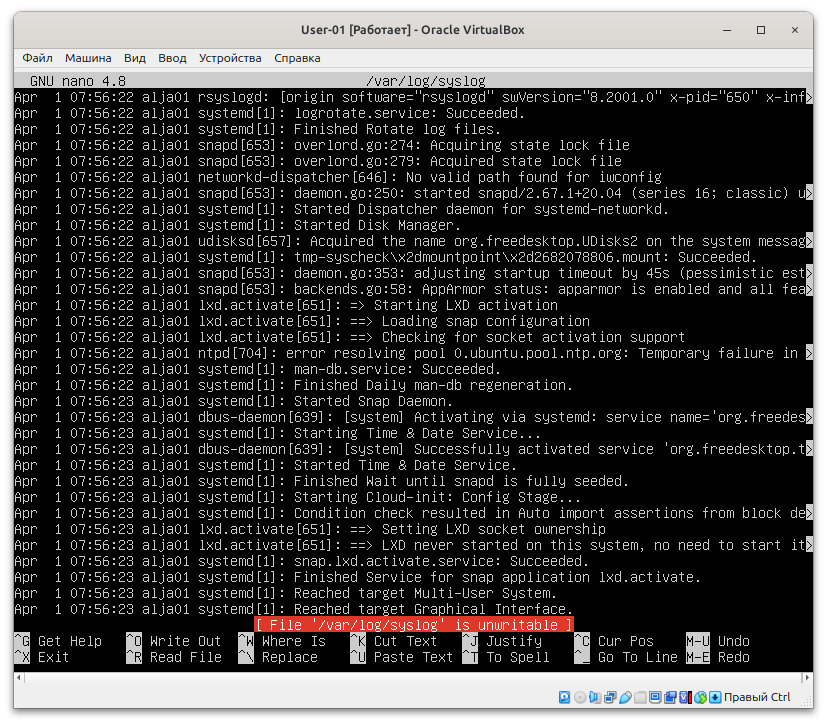 User-01 [Работает] - Oracle VirtualBox
Файл Машина Вид Ввод Устройства Справка
GNU nano 4.8 /var/log/syslog
Apr  1 07:56:22 alja01 rsyslogd: [origin software="rsyslogd" swVersion="8.2001.0" x-pid="650" x-inf>
Apr  1 07:56:22 alja01 systemd[1]: logrotate.service: Succeeded.
Apr  1 07:56:22 alja01 systemd[1]: Finished Rotate log files.
Apr  1 07:56:22 alja01 snapd[653]: overlord.go:274: Acquiring state lock file
Apr  1 07:56:22 alja01 snapd[653]: overlord.go:279: Acquired state lock file
Apr  1 07:56:22 alja01 networkd-dispatcher[646]: No valid path found for iwconfig
Apr  1 07:56:22 alja01 snapd[653]: daemon.go:250: started snapd/2.67.1+20.04 (series 16; classic) u>
Apr  1 07:56:22 alja01 systemd[1]: Started Dispatcher daemon for systemd-networkd.
Apr  1 07:56:22 alja01 systemd[1]: Started Disk Manager.
Apr  1 07:56:22 alja01 udisksd[657]: Acquired the name org.freedesktop.UDisks2 on the system messag>
Apr  1 07:56:22 alja01 systemd[1]: tmp-syscheck\x2dmountpoint\x2d2682078806.mount: Succeeded.
Apr  1 07:56:22 alja01 snapd[653]: daemon.go:353: adjusting startup timeout by 45s (pessimistic est>
Apr  1 07:56:22 alja01 snapd[653]: backends.go:58: AppArmor status: apparmor is enabled and all fea>
Apr  1 07:56:22 alja01 lxd.activate[651]: => Starting LXD activation
Apr  1 07:56:22 alja01 lxd.activate[651]: ==> Loading snap configuration
Apr  1 07:56:22 alja01 lxd.activate[651]: ==> Checking for socket activation support
Apr  1 07:56:22 alja01 ntpd[704]: error resolving pool 0.ubuntu.pool.ntp.org: Temporary failure in >
Apr  1 07:56:22 alja01 systemd[1]: man-db.service: Succeeded.
Apr  1 07:56:22 alja01 systemd[1]: Finished Daily man-db regeneration.
Apr  1 07:56:23 alja01 systemd[1]: Started Snap Daemon.
Apr  1 07:56:23 alja01 dbus-daemon[639]: [system] Activating via systemd: service name='org.freedes>
Apr  1 07:56:23 alja01 systemd[1]: Starting Time & Date Service...
Apr  1 07:56:23 alja01 dbus-daemon[639]: [system] Successfully activated service 'org.freedesktop.t>
Apr  1 07:56:23 alja01 systemd[1]: Started Time & Date Service.
Apr  1 07:56:23 alja01 systemd[1]: Finished Wait until snapd is fully seeded.
Apr  1 07:56:23 alja01 systemd[1]: Starting Cloud-init: Config Stage...
Apr  1 07:56:23 alja01 systemd[1]: Condition check resulted in Auto import assertions from block de>
Apr  1 07:56:23 alja01 lxd.activate[651]: ==> Setting LXD socket ownership
Apr  1 07:56:23 alja01 lxd.activate[651]: ==> LXD never started on this system, no need to start it>
Apr  1 07:56:23 alja01 systemd[1]: snap.lxd.activate.service: Succeeded.
Apr  1 07:56:23 alja01 systemd[1]: Finished Service for snap application lxd.activate.
Apr  1 07:56:23 alja01 systemd[1]: Reached target Multi-User System.
Apr  1 07:56:23 alja01 systemd[1]: Reached target Graphical Interface.
[ File '/var/log/syslog' is unwritable ]
^G Get Help ^O Write Out ^W Where Is ^K Cut Text ^J Justify ^C Cur Pos M-U Undo
^X Exit ^R Read File ^\ Replace ^U Paste Text ^T To Spell ^_ Go To Line M-E Redo
Правый Ctrl